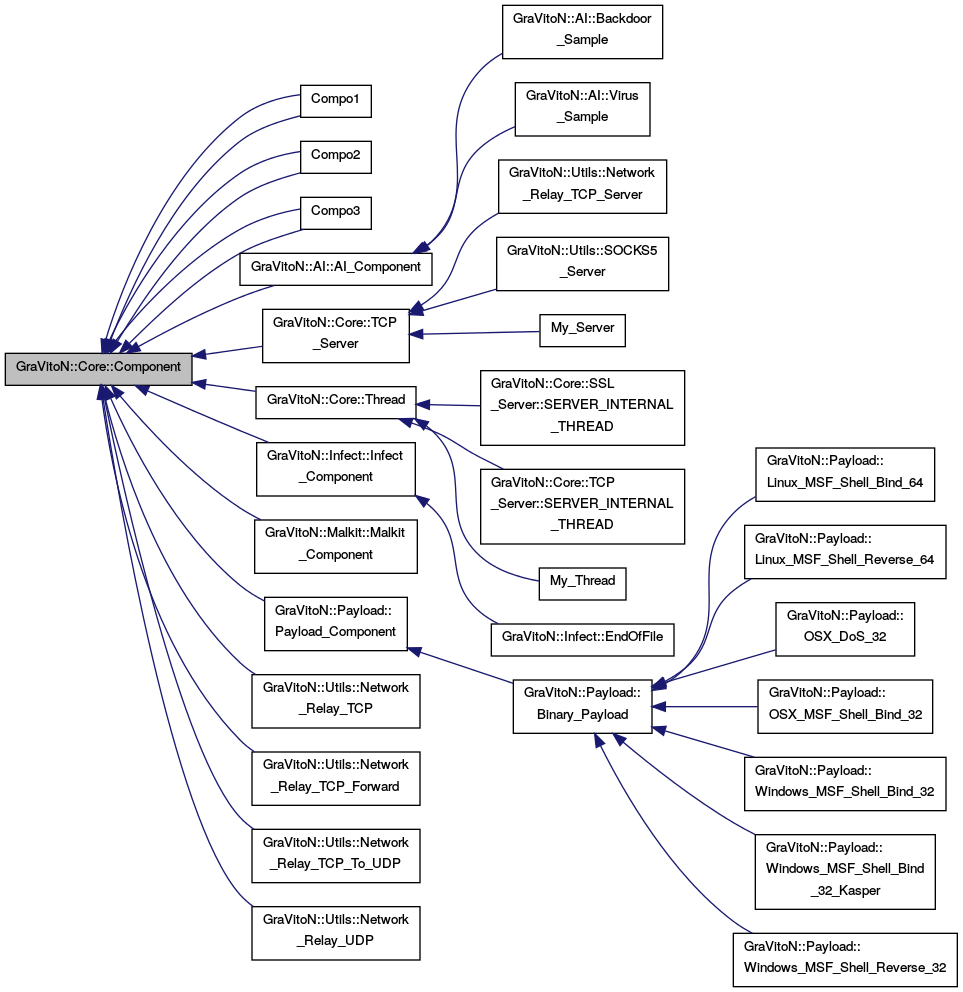 GraVitoN::AI::Backdoor
_Sample
GraVitoN::AI::Virus
_Sample
Compo1
Compo2
GraVitoN::Utils::Network
_Relay_TCP_Server
Compo3
GraVitoN::AI::AI_Component
GraVitoN::Utils::SOCKS5
_Server
GraVitoN::Core::TCP
_Server
My_Server
GraVitoN::Core::Component
GraVitoN::Core::Thread
GraVitoN::Core::SSL
_Server::SERVER_INTERNAL
_THREAD
GraVitoN::Infect::Infect
_Component
GraVitoN::Core::TCP
_Server::SERVER_INTERNAL
_THREAD
GraVitoN::Payload::
Linux_MSF_Shell_Bind_64
GraVitoN::Malkit::Malkit
_Component
GraVitoN::Payload::
Linux_MSF_Shell_Reverse_64
My_Thread
GraVitoN::Payload::
Payload_Component
GraVitoN::Infect::EndOfFile
GraVitoN::Payload::
OSX_DoS_32
GraVitoN::Utils::Network
_Relay_TCP
GraVitoN::Payload::
Binary_Payload
GraVitoN::Payload::
OSX_MSF_Shell_Bind_32
GraVitoN::Utils::Network
_Relay_TCP_Forward
GraVitoN::Payload::
Windows_MSF_Shell_Bind_32
GraVitoN::Utils::Network
_Relay_TCP_To_UDP
GraVitoN::Payload::
Windows_MSF_Shell_Bind
_32_Kasper
GraVitoN::Utils::Network
_Relay_UDP
GraVitoN::Payload::
Windows_MSF_Shell_Reverse_32